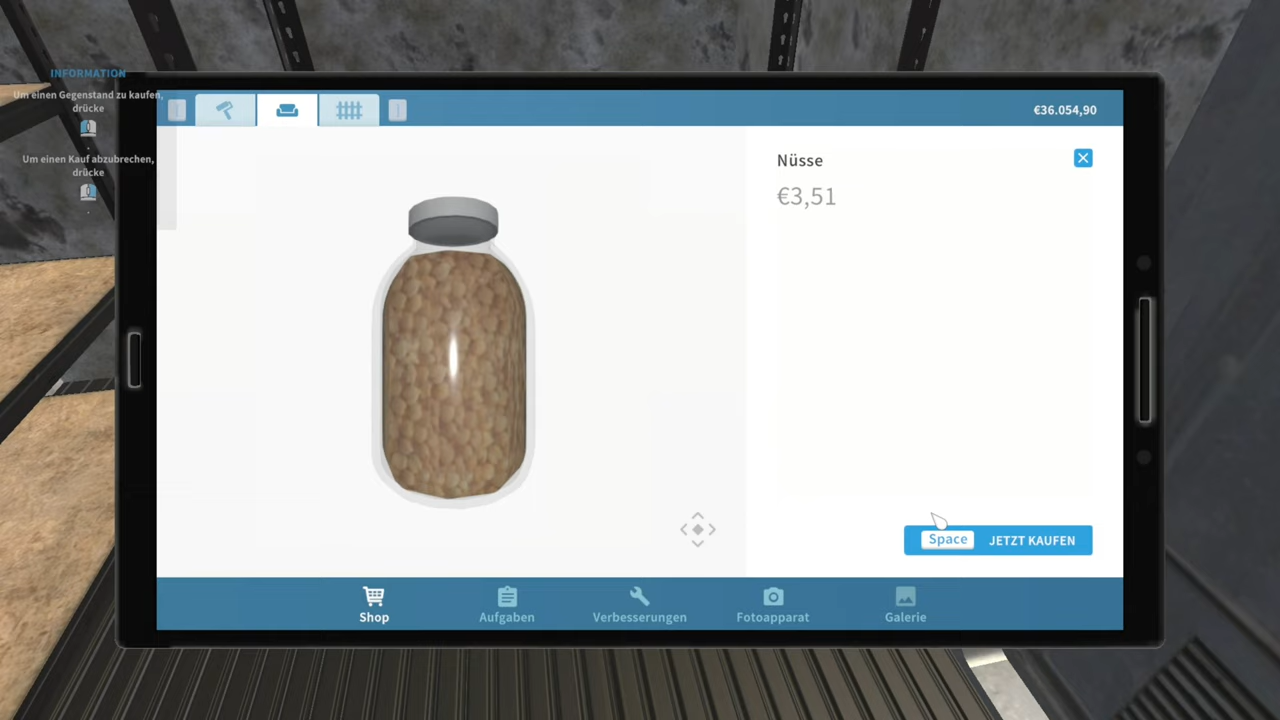 INFORMATION
Um einen Gegenstand zu kaufen,
drücke
.
Um einen Kauf abzubrechen,
drücke
.
€36.054,90
Nüsse
€3,51
Space JETZT KAUFEN
Shop
Aufgaben
Verbesserungen
Fotoapparat
Galerie